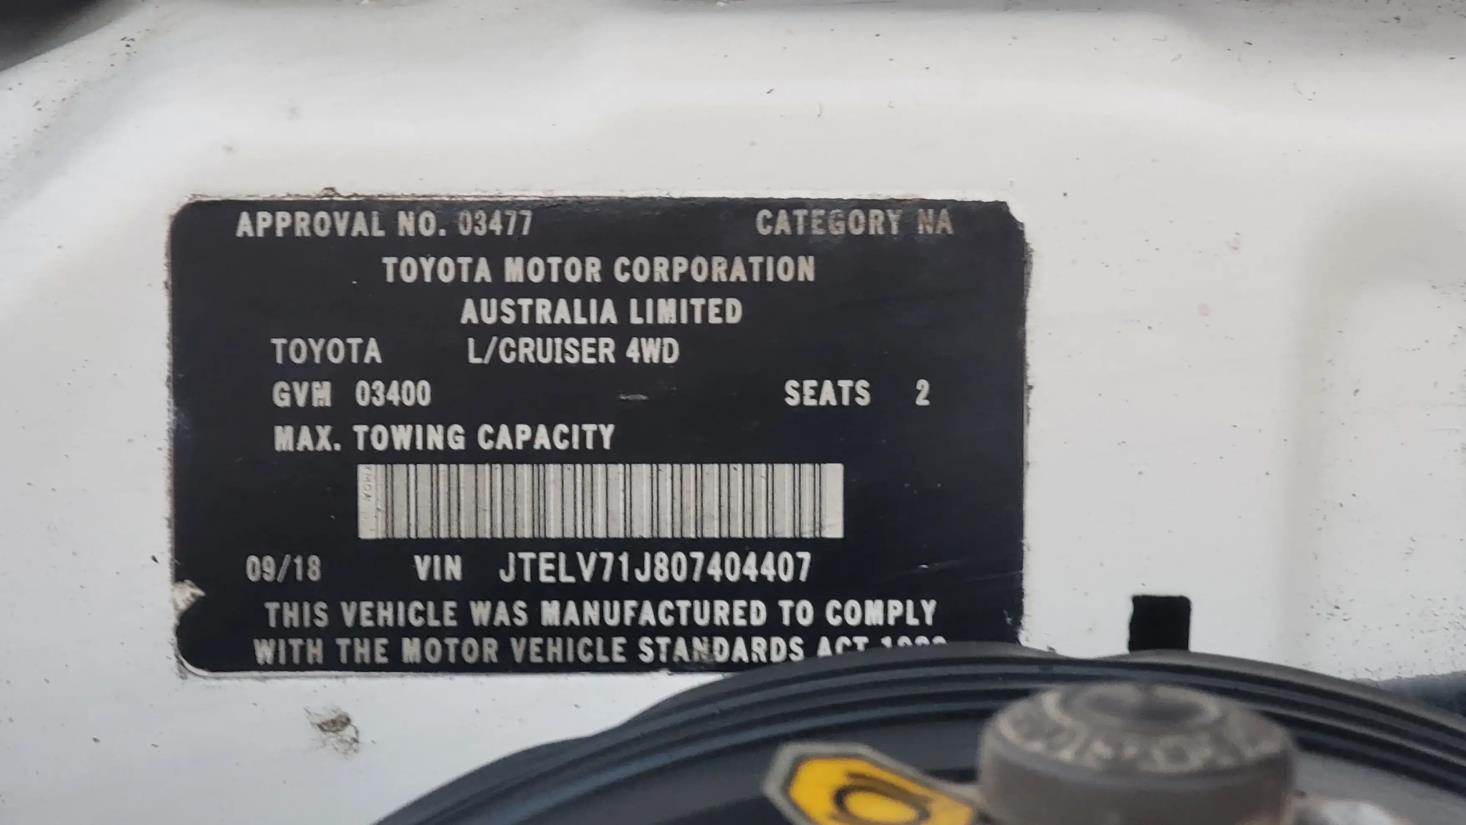 APPROVAL NO. 03477 CATEGORY NA
TOYOTA MOTOR CORPORATION
AUSTRALIA LIMITED
TOYOTA L/CRUISER 4WD
GVM 03400 SEATS 2
MAX. TOWING CAPACITY
09/18 VIN JTELV71J807404407
THIS VEHICLE WAS MANUFACTURED TO COMPLY
WITH THE MOTOR VEHICLE STANDARDS ACT